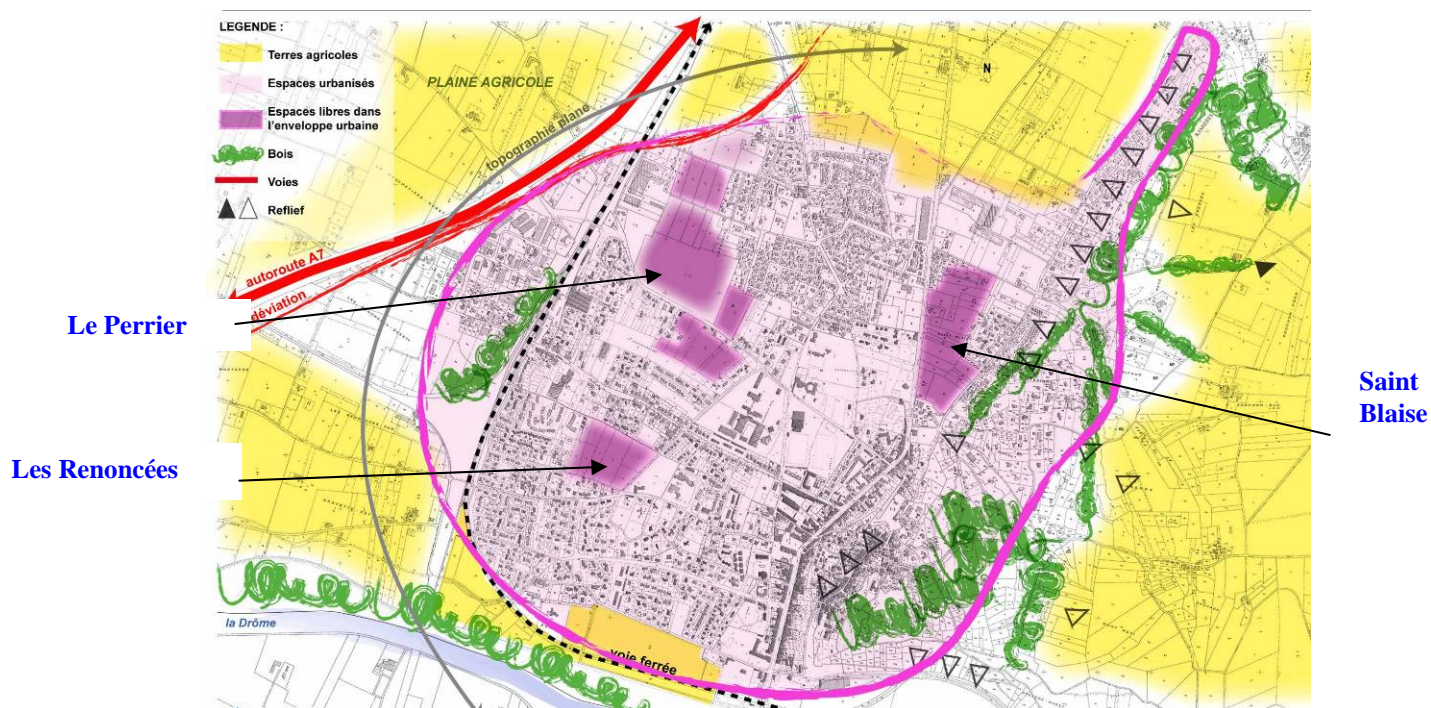 LEGENDE :
Terres agricoles
Espaces urbanisés
Espaces libres dans
l'enveloppe urbaine
Bois
Voies
Reflief
PLAINE AGRICOLE
topographie plane
N
autoroute A7
déviation
Le Perrier
Saint
Blaise
Les Renoncées
la Drôme
voie ferrée